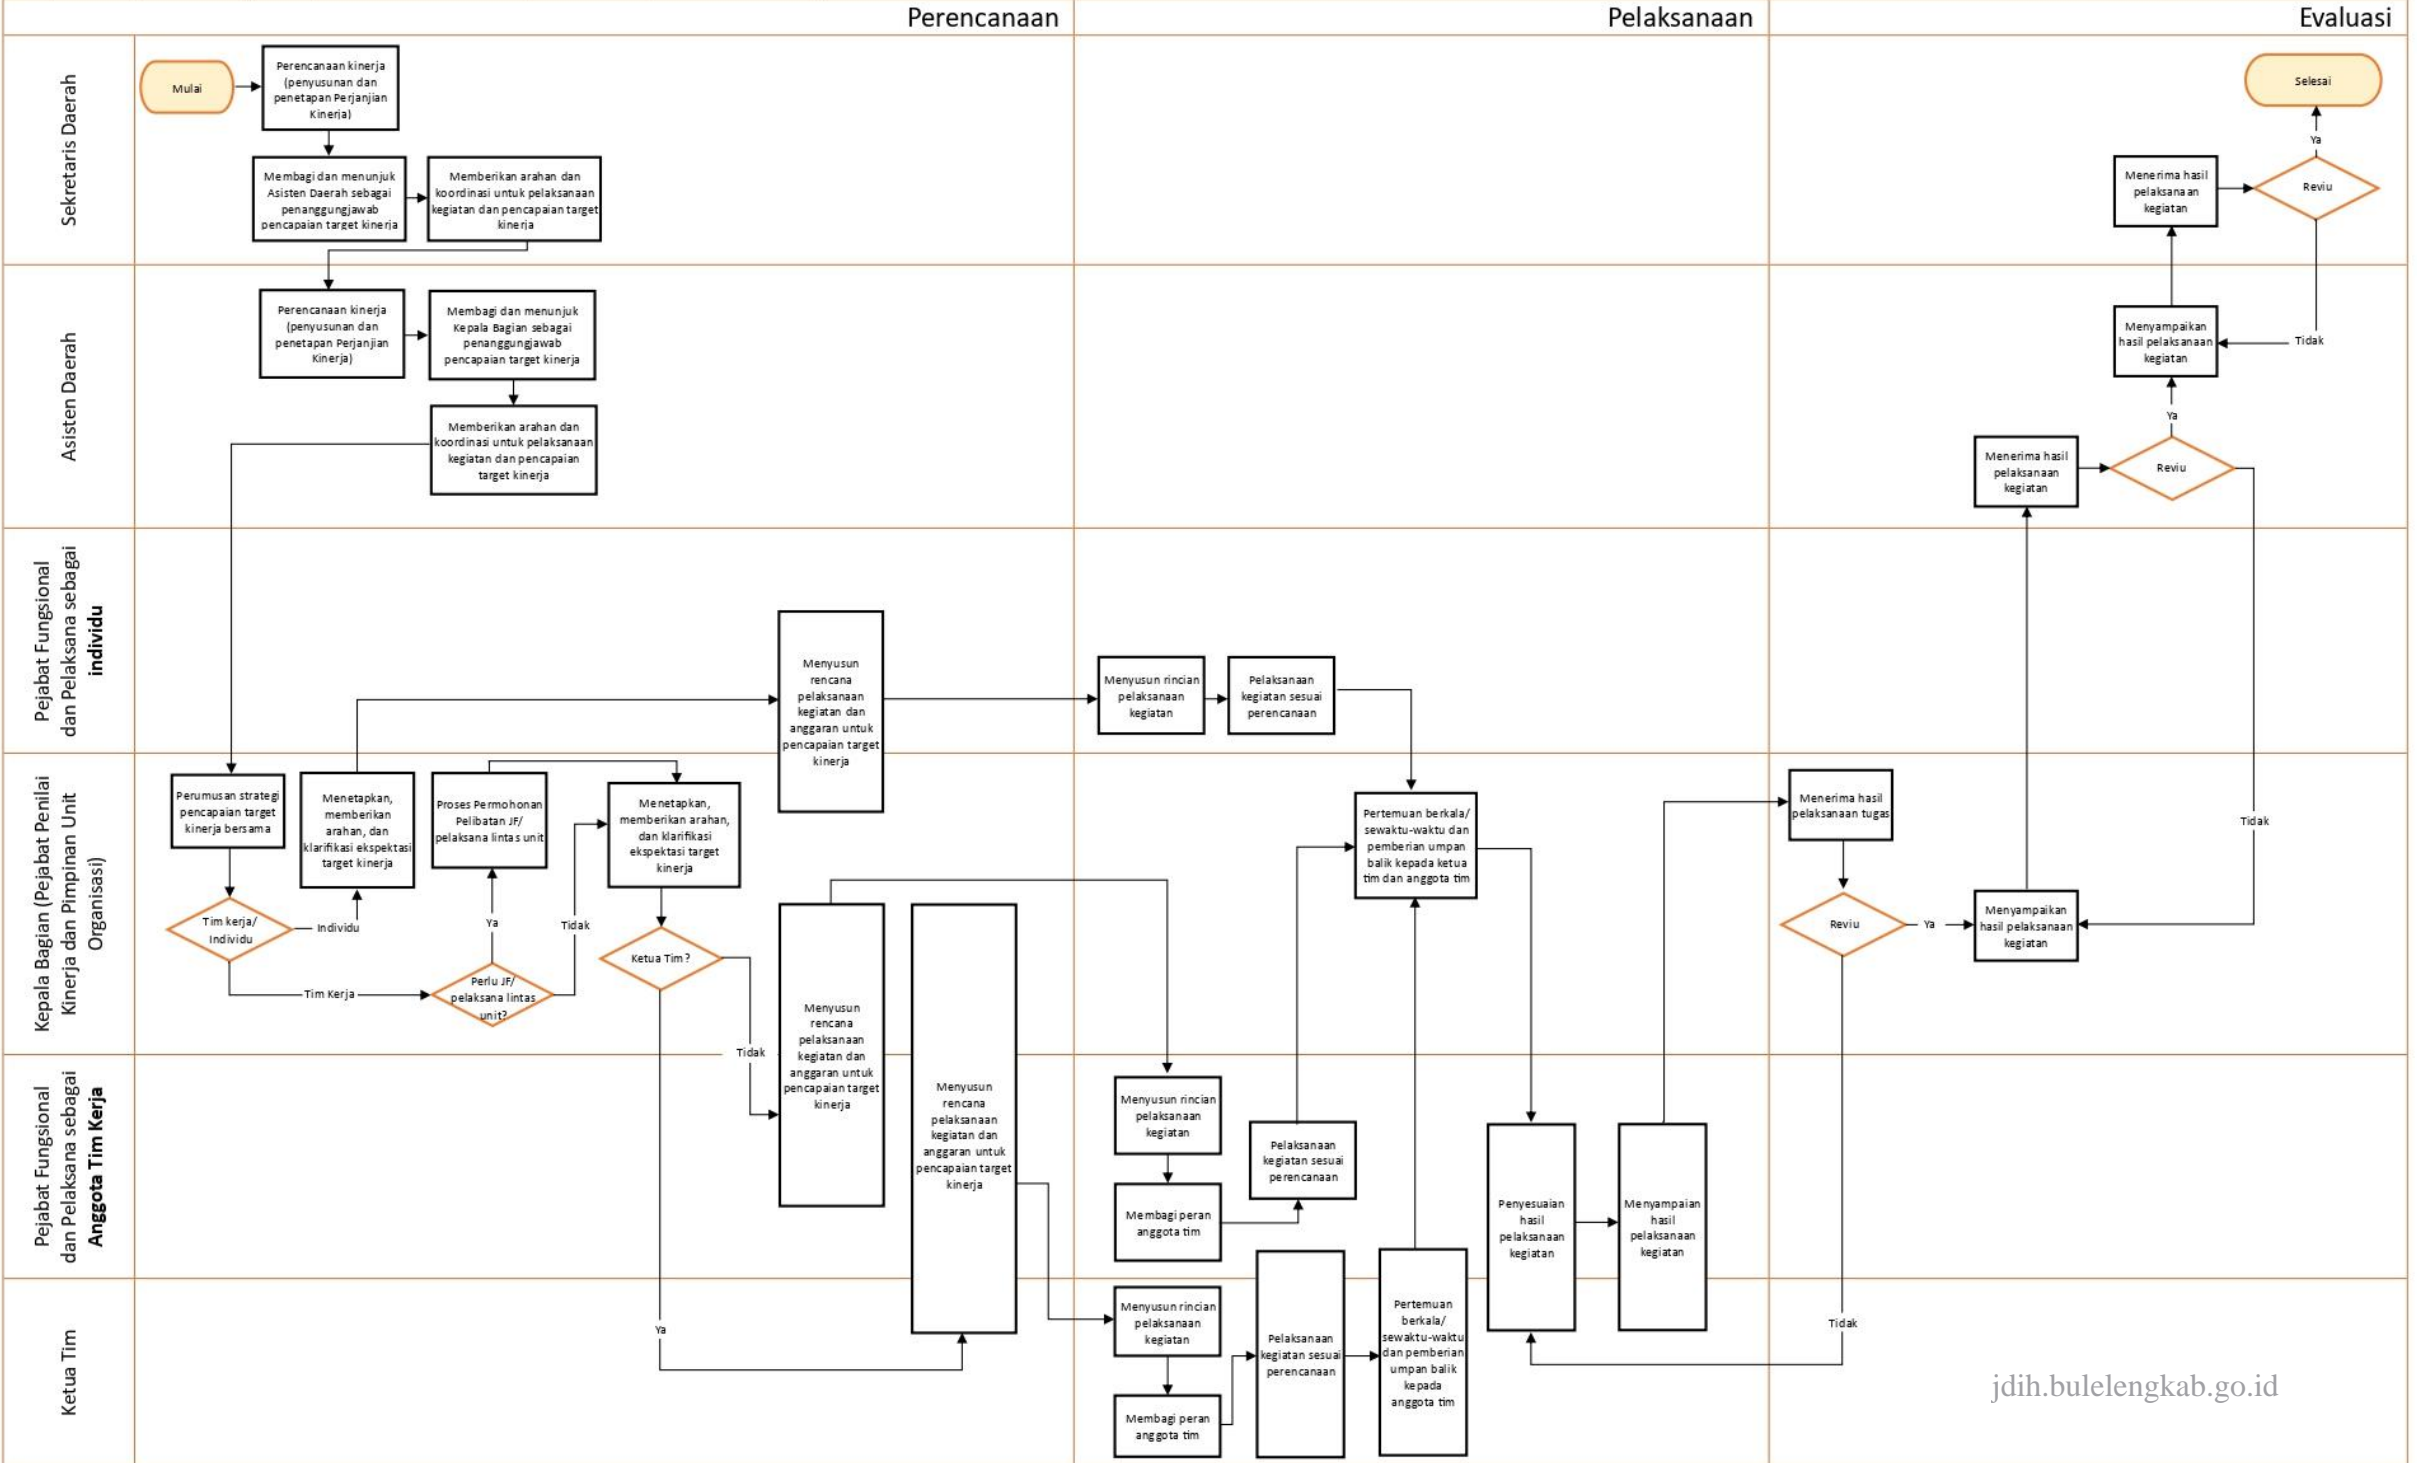 Perencanaan
Pelaksanaan
Evaluasi
Sekretaris Daerah
Mulai
Perencanaan kinerja
(penyusunan dan
penetapan Perjanjian
Kinerja)
Membagi dan menunjuk
Asisten Daerah sebagai
penanggungjawab
pencapaian target kinerja
Memberikan arahan dan
koordinasi untuk pelaksanaan
kegiatan dan pencapaian target
kinerja
Menerima hasil
pelaksanaan
kegiatan
Reviu
Ya
Selesai
Tidak
Asisten Daerah
Perencanaan kinerja
(penyusunan dan
penetapan Perjanjian
Kinerja)
Membagi dan menunjuk
Kepala Bagian sebagai
penanggungjawab
pencapaian target kinerja
Memberikan arahan dan
koordinasi untuk pelaksanaan
kegiatan dan pencapaian
target kinerja
Menyampaikan
hasil pelaksanaan
kegiatan
Ya
Menerima hasil
pelaksanaan
kegiatan
Reviu
Tidak
Pejabat Fungsional
dan Pelaksana sebagai
individu
Menyusun
rencana
pelaksanaan
kegiatan dan
anggaran untuk
pencapaian target
kinerja
Menyusun rincian
pelaksanaan
kegiatan
Pelaksanaan
kegiatan sesuai
perencanaan
Kepala Bagian (Pejabat Penilai
Kinerja dan Pimpinan Unit
Organisasi)
Perumusan strategi
pencapaian target
kinerja bersama
Tim kerja/
Individu
Individu
Tim Kerja
Menetapkan,
memberikan
arahan, dan
klarifikasi ekspektasi
target kinerja
Proses Permohonan
Pelibatan JF/
pelaksana lintas unit
Ya
Perlu JF/
pelaksana lintas
unit?
Tidak
Menetapkan,
memberikan arahan,
dan klarifikasi
ekspektasi target
kinerja
Ketua Tim?
Tidak
Ya
Menyusun
rencana
pelaksanaan
kegiatan dan
anggaran untuk
pencapaian target
kinerja
Menyusun
rencana
pelaksanaan
kegiatan dan
anggaran untuk
pencapaian target
kinerja
Pertemuan berkala/
sewaktu-waktu dan
pemberian umpan
balik kepada ketua
tim dan anggota tim
Menerima hasil
pelaksanaan tugas
Reviu
Ya
Menyampaikan
hasil pelaksanaan
kegiatan
Tidak
Pejabat Fungsional
dan Pelaksana sebagai
Anggota Tim Kerja
Menyusun rincian
pelaksanaan
kegiatan
Membagi peran
anggota tim
Pelaksanaan
kegiatan sesuai
perencanaan
Penyesuaian
hasil
pelaksanaan
kegiatan
Menyampaian
hasil
pelaksanaan
kegiatan
Ketua Tim
Menyusun rincian
pelaksanaan
kegiatan
Membagi peran
anggota tim
Pelaksanaan
kegiatan sesuai
perencanaan
Pertemuan
berkala/
sewaktu-waktu
dan pemberian
umpan balik
kepada
anggota tim
jdih.bulelengkab.go.id